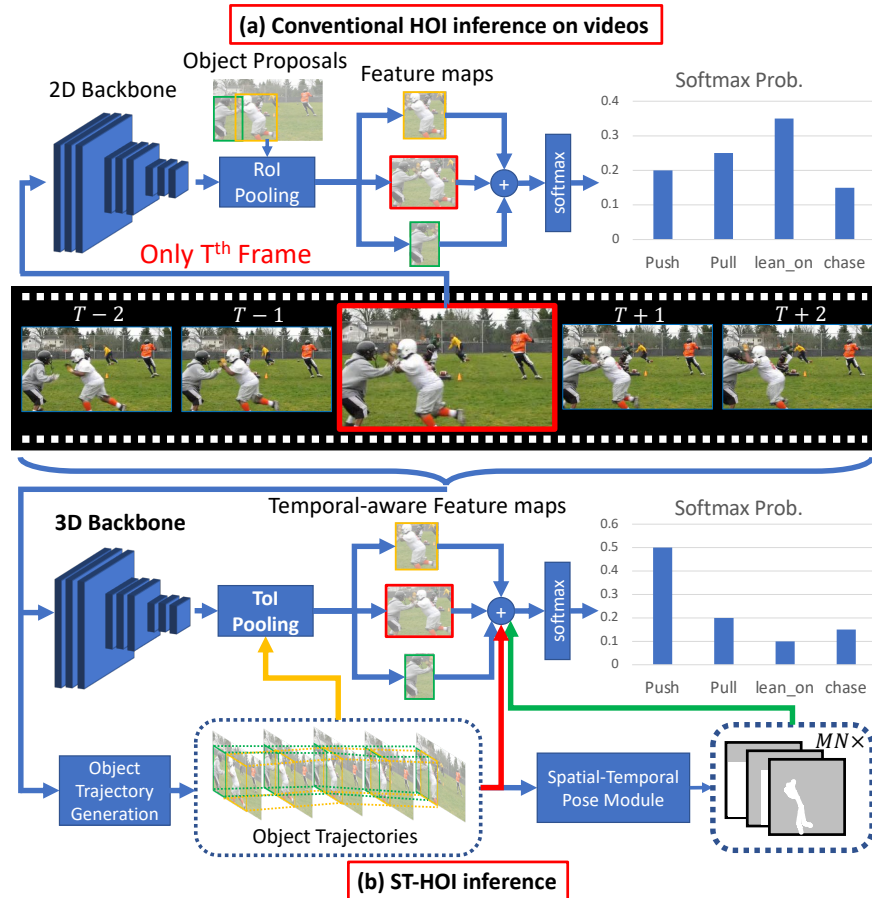 (a) Conventional HOI inference on videos
Object Proposals
2D Backbone
Feature maps
RoI
Pooling
+
softmax
Softmax Prob.
0.4
0.3
0.2
0.1
0
Push Pull lean_on chase
Only Tᵗʰ Frame
T − 2
T − 1
T + 1
T + 2
3D Backbone
Temporal-aware Feature maps
ToI
Pooling
+
softmax
Softmax Prob.
0.6
0.5
0.4
0.3
0.2
0.1
0
Push Pull lean_on chase
Object
Trajectory
Generation
Object Trajectories
Spatial-Temporal
Pose Module
MN×
(b) ST-HOI inference